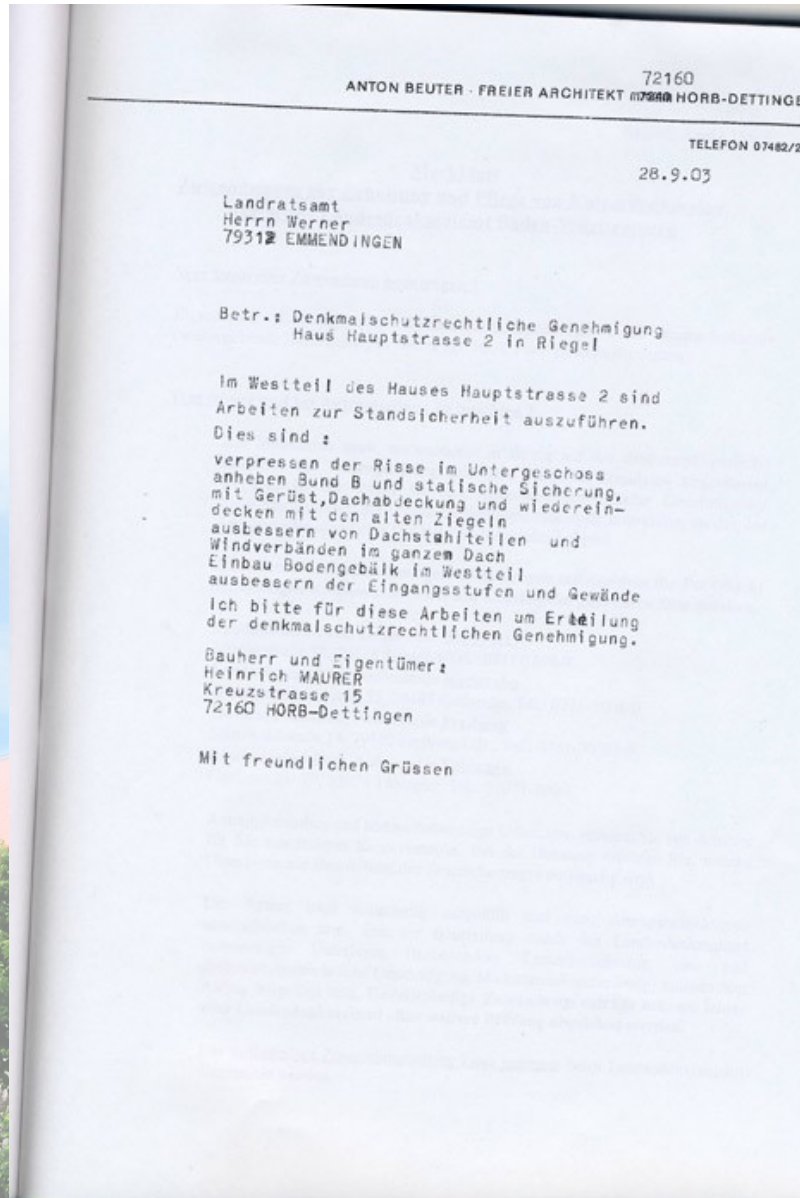 72160
ANTON BEUTER · FREIER ARCHITEKT HORB-DETTINGE
TELEFON 07482/2
28.9.03
Landratsamt
Herrn Werner
79312 EMMENDINGEN
Betr.: Denkmalschutzrechtliche Genehmigung
Haus Hauptstrasse 2 in Riegel
Im Westteil des Hauses Hauptstrasse 2 sind
Arbeiten zur Standsicherheit auszuführen.
Dies sind :
verpressen der Risse im Untergeschoss
anheben Bund B und statische Sicherung,
mit Gerüst,Dachabdeckung und wiederein-
decken mit den alten Ziegeln
ausbessern von Dachstahlteilen und
Windverbänden im ganzem Dach
Einbau Bodengebälk im Westteil
ausbessern der Eingangsstufen und Gewände
Ich bitte für diese Arbeiten um Erteilung
der denkmalschutzrechtlichen Genehmigung.
Bauherr und Eigentümer:
Heinrich MAURER
Kreuzstrasse 15
72160 HORB-Dettingen
Mit freundlichen Grüssen